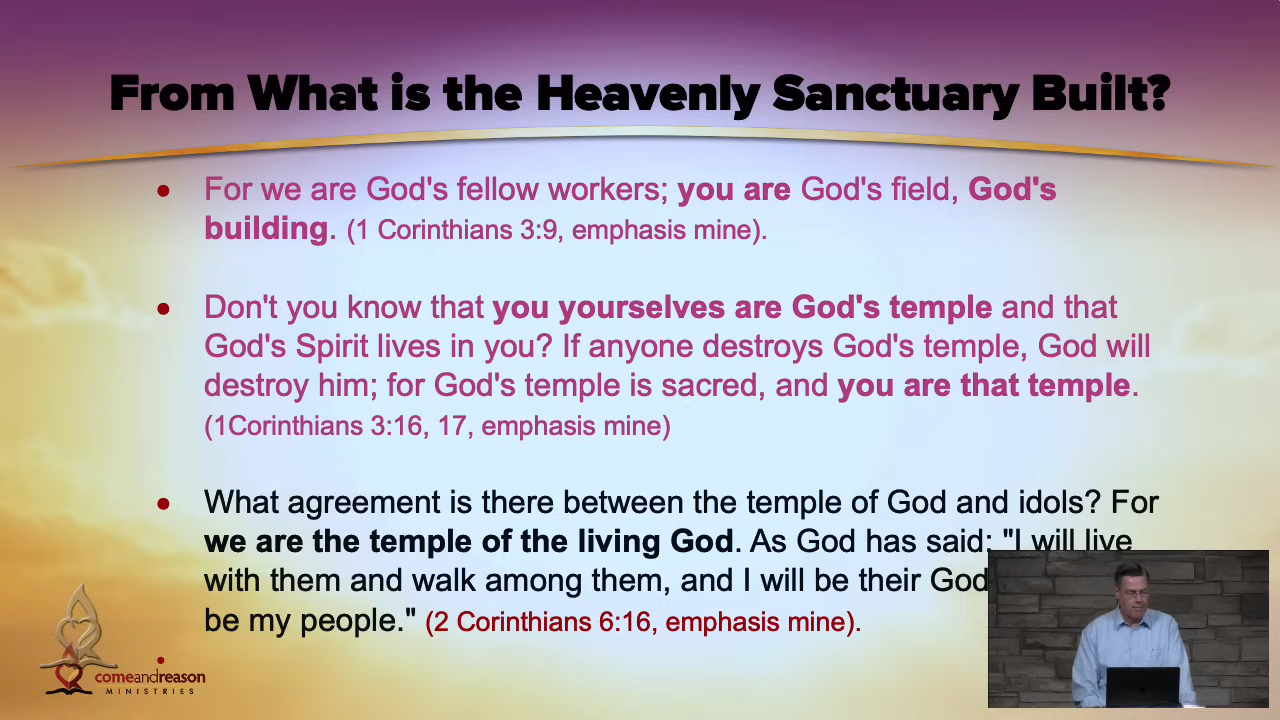 From What is the Heavenly Sanctuary Built?
• For we are God's fellow workers; you are God's field, God's
building. (1 Corinthians 3:9, emphasis mine).
• Don't you know that you yourselves are God's temple and that
God's Spirit lives in you? If anyone destroys God's temple, God will
destroy him; for God's temple is sacred, and you are that temple.
(1Corinthians 3:16, 17, emphasis mine)
• What agreement is there between the temple of God and idols? For
we are the temple of the living God. As God has said: "I will live
with them and walk among them, and I will be their God
be my people." (2 Corinthians 6:16, emphasis mine).
comeandreason
MINISTRIES